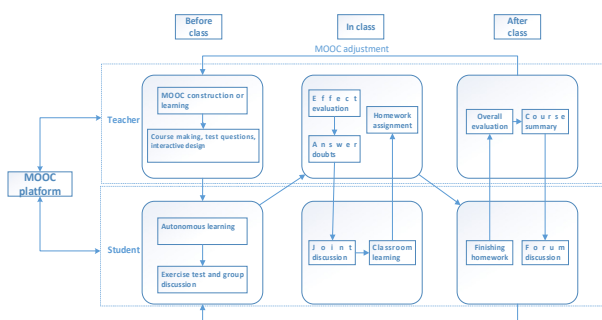 Before
class
In class
After
class
MOOC adjustment
Teacher
MOOC construction or
learning
Course making, test questions,
interactive design
Effect
evaluation
Answer
doubts
Homework
assignment
Overall
evaluation
Course
summary
MOOC
platform
Student
Autonomous learning
Exercise test and group
discussion
Joint
discussion
Classroom
learning
Finishing
homework
Forum
discussion